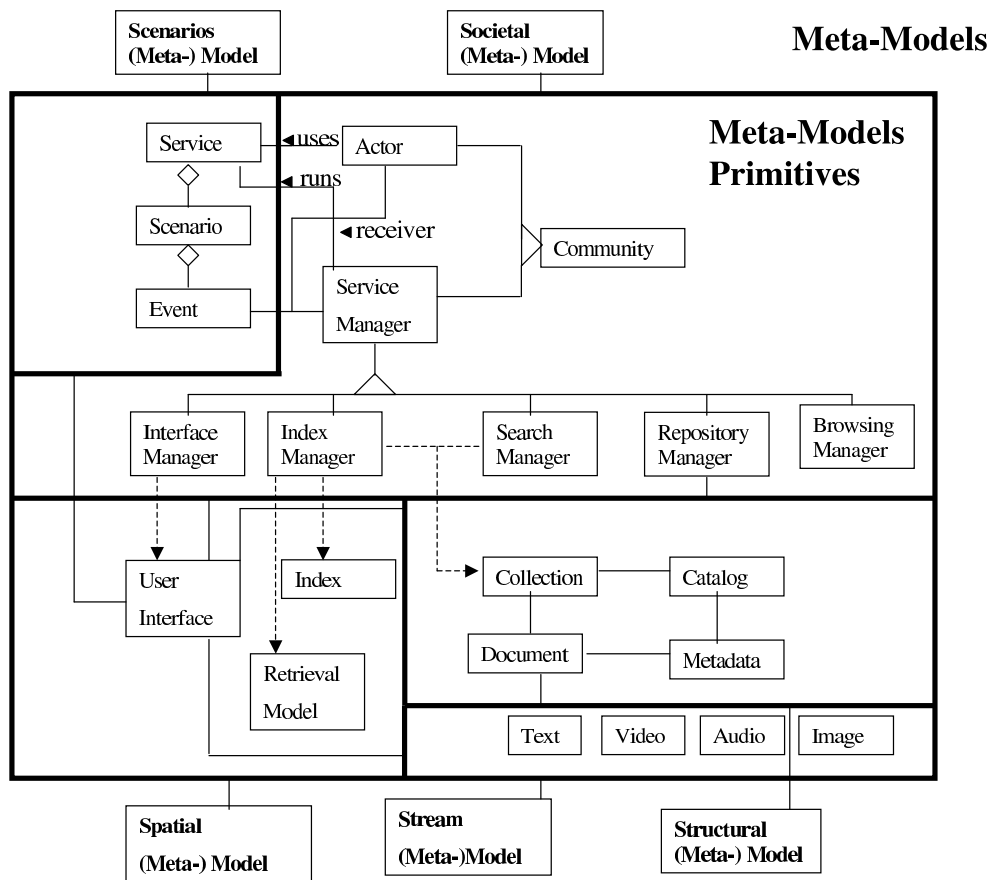 Scenarios
(Meta-) Model
Societal
(Meta-) Model
Meta-Models
Meta-Models
Primitives
Service
◄uses
Actor
◄ runs
Scenario
◄receiver
Community
Event
Service
Manager
Interface
Manager
Index
Manager
Search
Manager
Repository
Manager
Browsing
Manager
User
Interface
Index
Collection
Catalog
Retrieval
Model
Document
Metadata
Text
Video
Audio
Image
Spatial
(Meta-) Model
Stream
(Meta-)Model
Structural
(Meta-) Model